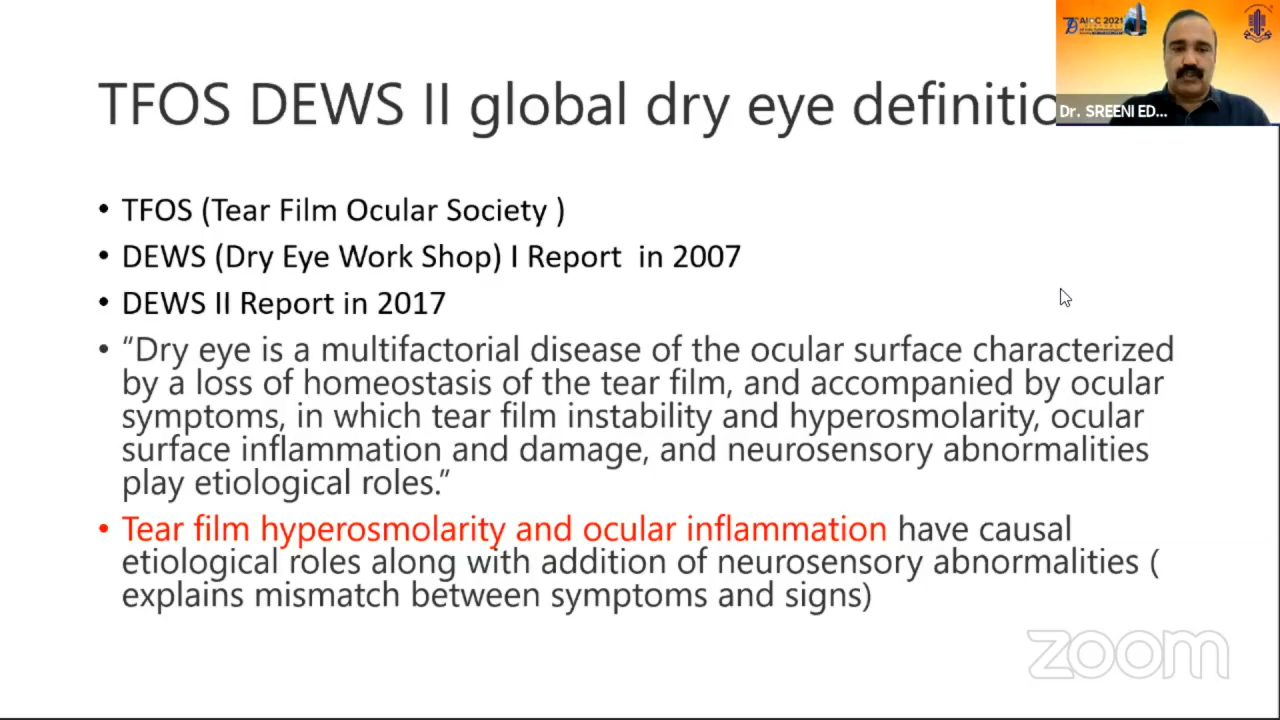 TFOS DEWS II global dry eye definitio
AIOC 2021
Dr. SREENI ED...
• TFOS (Tear Film Ocular Society )
• DEWS (Dry Eye Work Shop) I Report in 2007
• DEWS II Report in 2017
• “Dry eye is a multifactorial disease of the ocular surface characterized
by a loss of homeostasis of the tear film, and accompanied by ocular
symptoms, in which tear film instability and hyperosmolarity, ocular
surface inflammation and damage, and neurosensory abnormalities
play etiological roles.”
• Tear film hyperosmolarity and ocular inflammation have causal
etiological roles along with addition of neurosensory abnormalities (
explains mismatch between symptoms and signs)
zoom